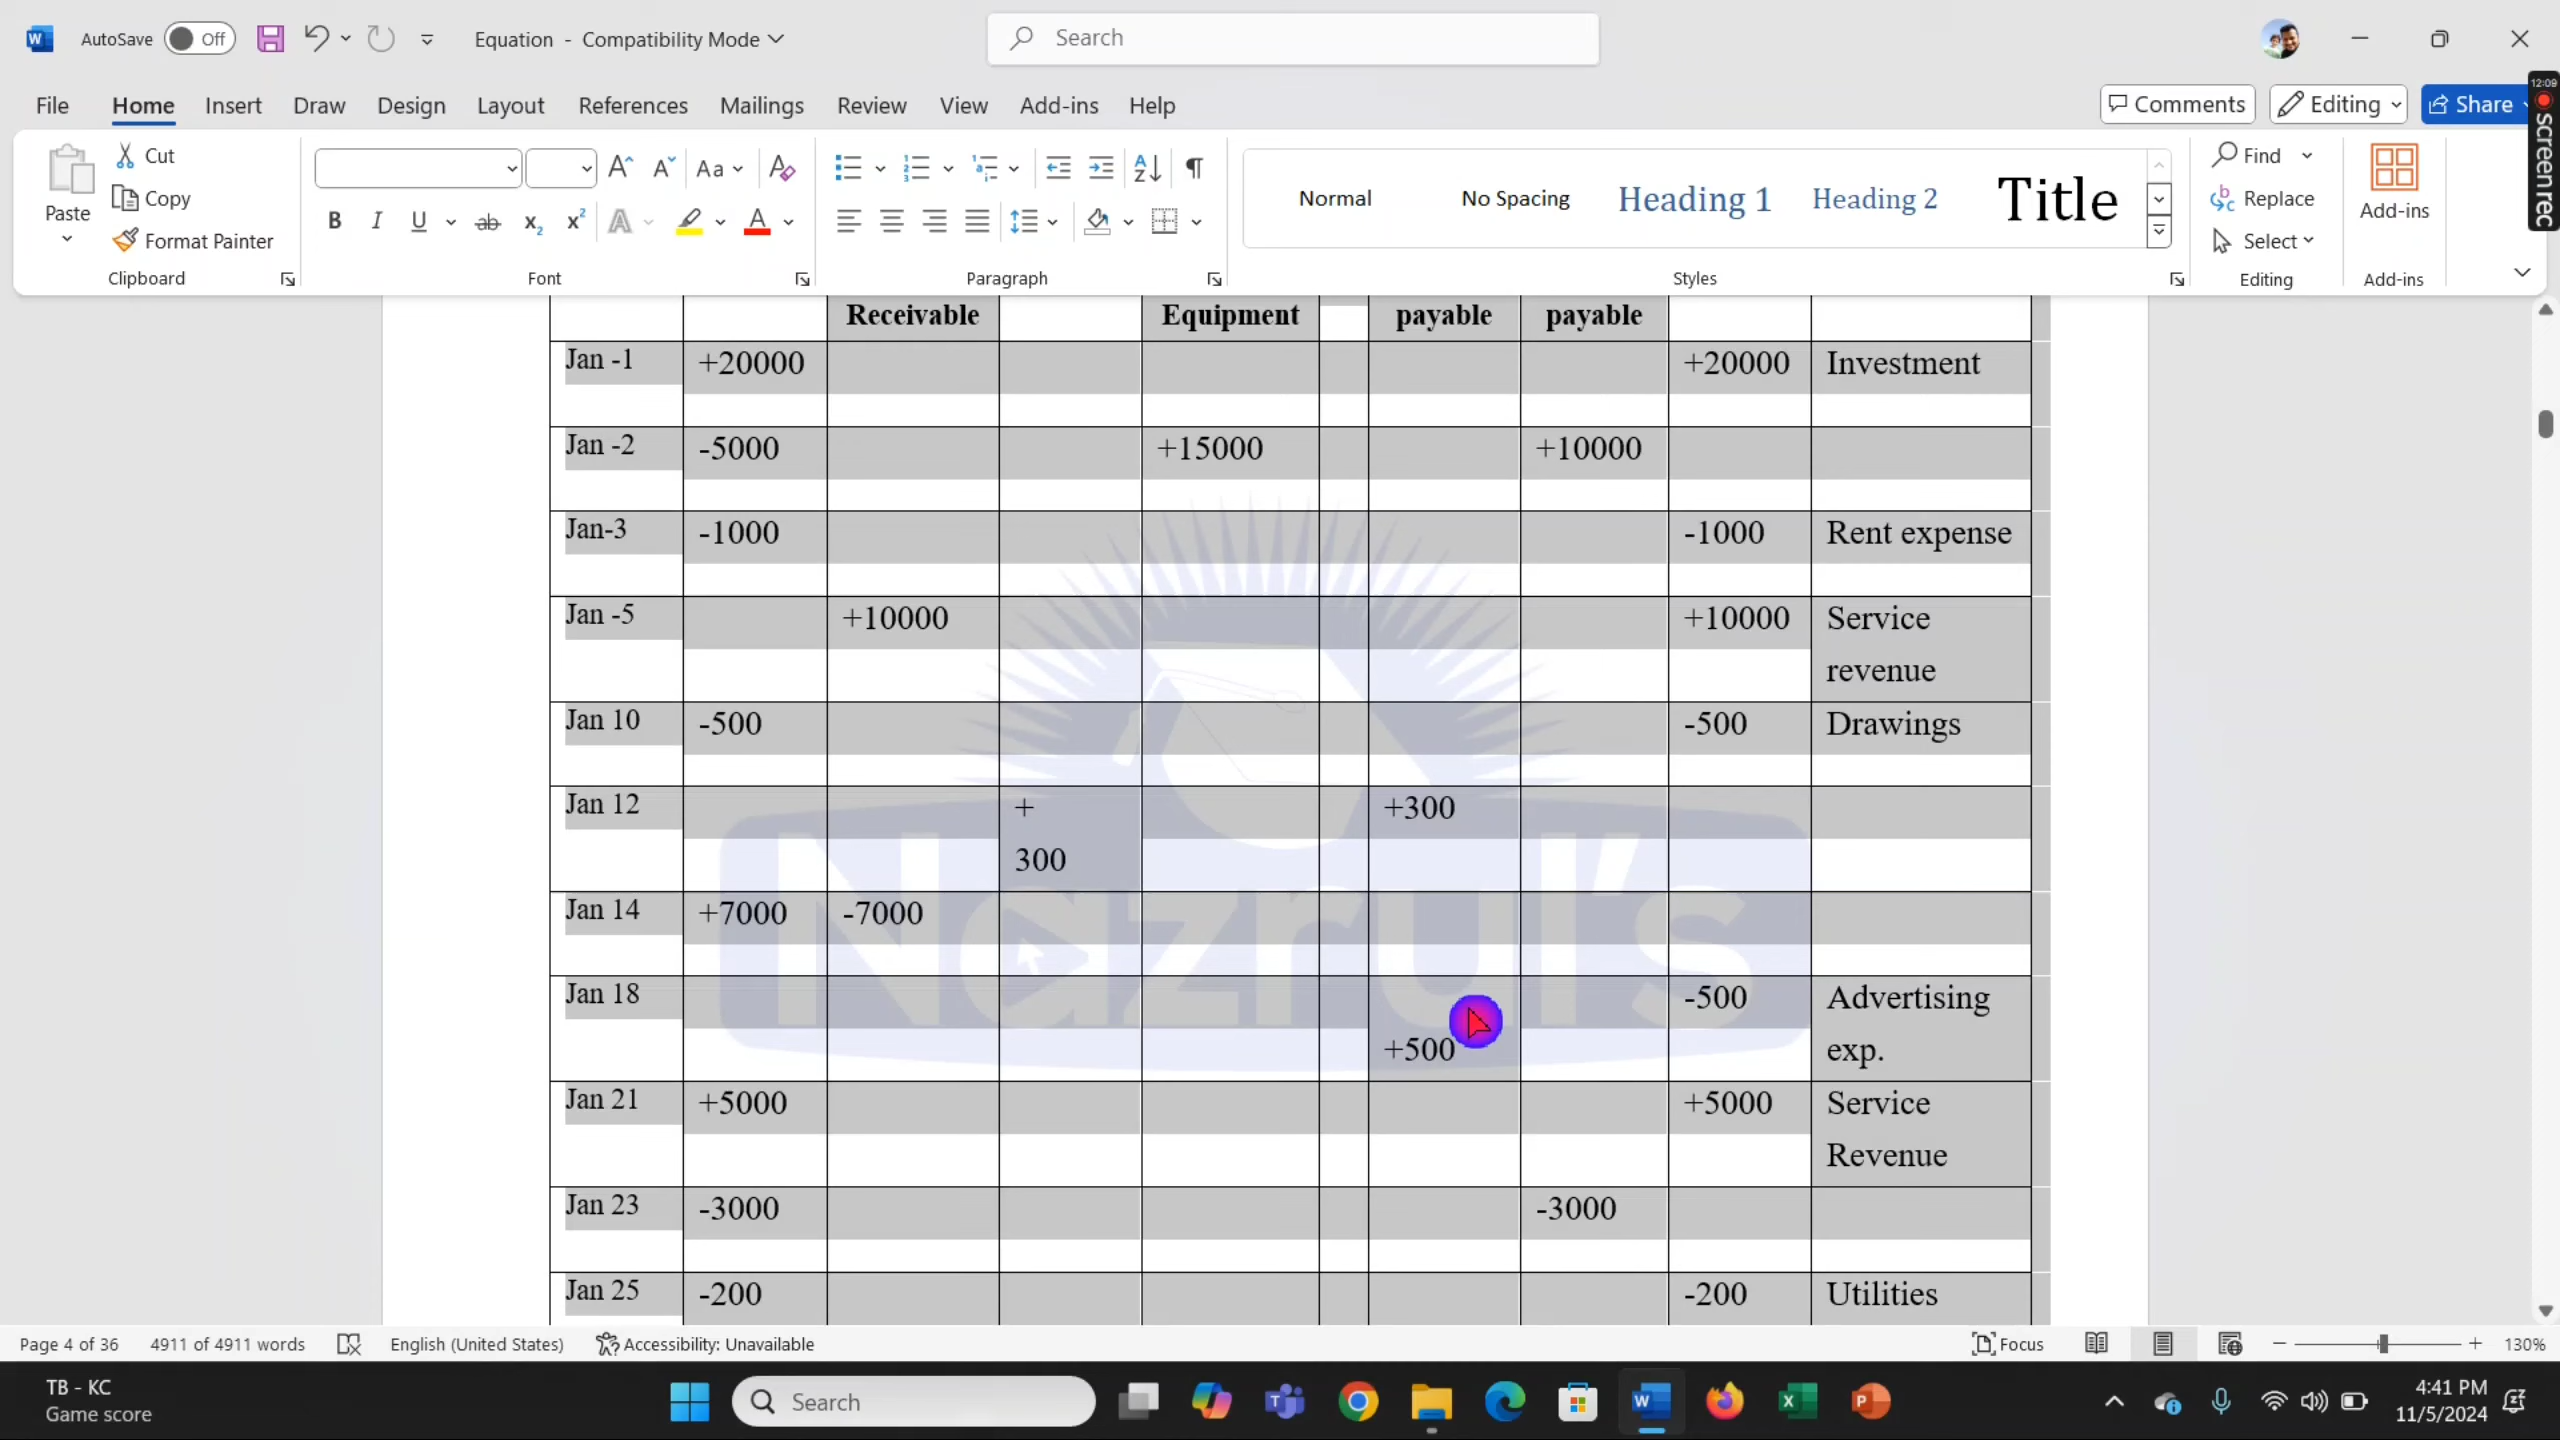 AutoSave Off Equation - Compatibility Mode Search
12:09
screen rec
File Home Insert Draw Design Layout References Mailings Review View Add-ins Help Comments Editing Share
Paste Cut Copy Format Painter
Normal No Spacing Heading 1 Heading 2 Title
Find Replace Select Add-ins
Clipboard Font Paragraph Styles Editing Add-ins
Receivable Equipment payable payable
Jan -1 +20000 +20000 Investment
Jan -2 -5000 +15000 +10000
Jan-3 -1000 -1000 Rent expense
Jan -5 +10000 +10000 Service
revenue
Jan 10 -500 -500 Drawings
Jan 12 + +300
300
Jan 14 +7000 -7000
Jan 18 -500 Advertising
+500 exp.
Jan 21 +5000 +5000 Service
Revenue
Jan 23 -3000 -3000
Jan 25 -200 -200 Utilities
Nazrul's
Page 4 of 36 4911 of 4911 words English (United States) Accessibility: Unavailable Focus 130%
TB - KC
Game score
Search
4:41 PM
11/5/2024